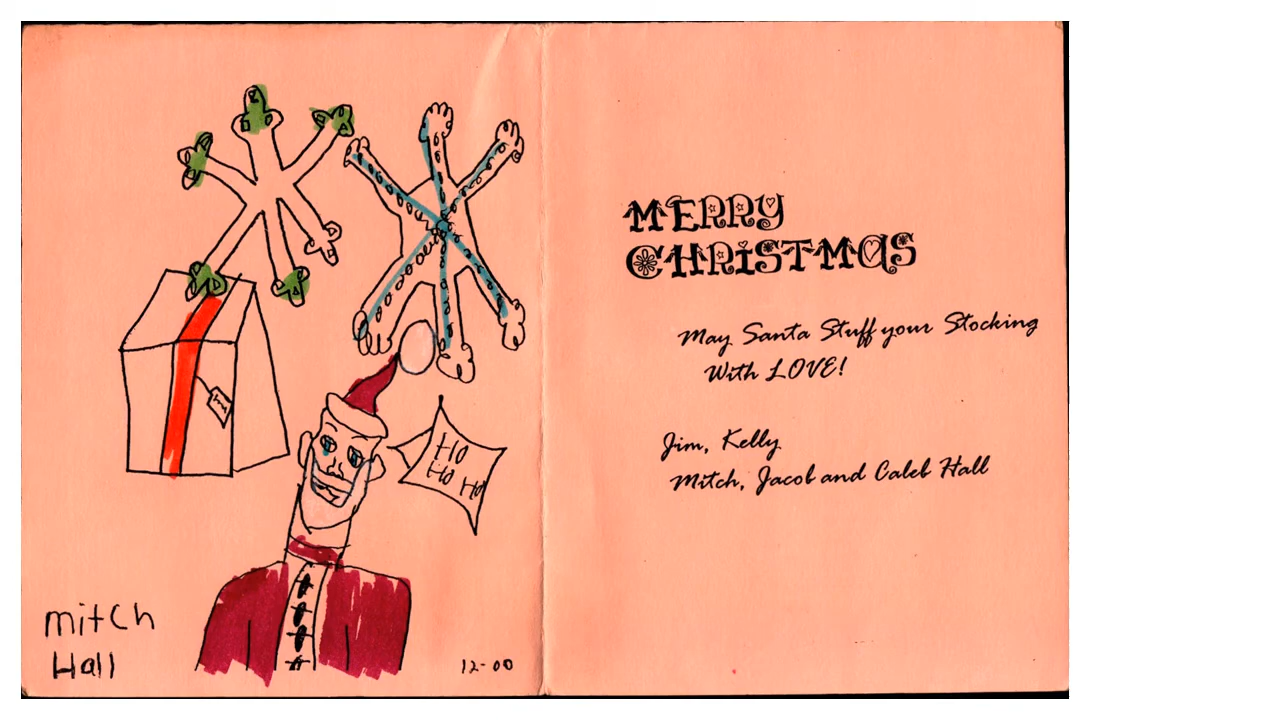 HO
HO HO
mitch
Hall
12-00
MERRY
CHRISTMAS
May Santa Stuff your Stocking
With LOVE!
Jim, Kelly
Mitch, Jacob and Caleb Hall